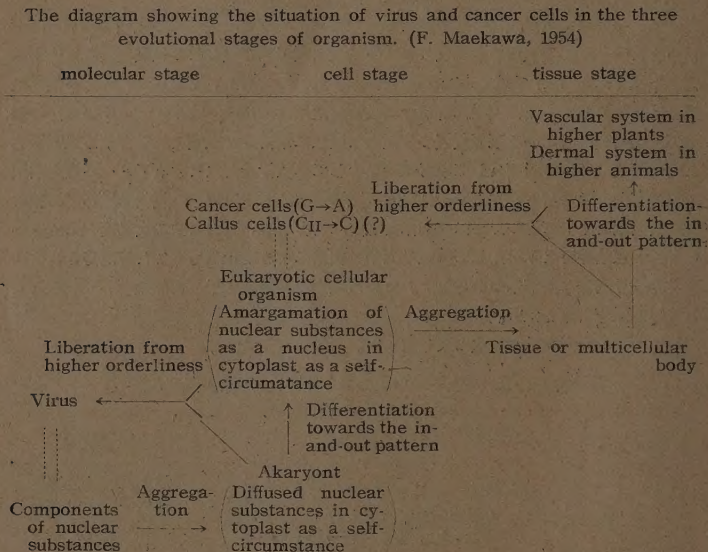 The diagram showing the situation of virus and cancer cells in the three
evolutional stages of organism. (F. Maekawa, 1954)
molecular stage
cell stage
tissue stage
Vascular system in
higher plants
Dermal system in
higher animals
Liberation from
higher orderliness
Cancer cells(G→A)
Callus cells(CII→C)(?)
Differentiation
towards the in
and-out pattern
Eukaryotic cellular
organism
Amargamation of
nuclear substances
as a nucleus in
cytoplast as a self-
circumatance
Aggregation
Tissue or multicellular
body
Liberation from
higher orderliness
Virus
Differentiation
towards the in-
and-out pattern
Akaryont
Diffused nuclear
substances in cy-
toplast as a self-
circumstance
Aggrega-
tion
Components
of nuclear
substances